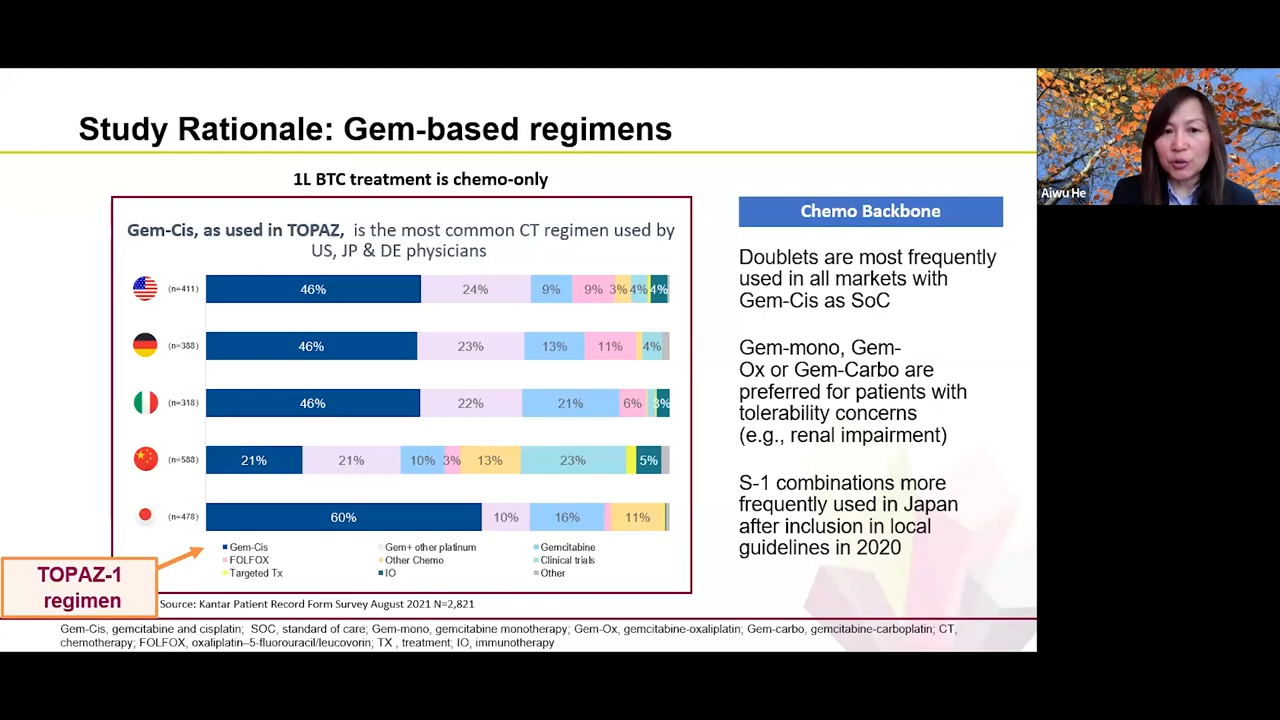 Study Rationale: Gem-based regimens
1L BTC treatment is chemo-only
Gem-Cis, as used in TOPAZ, is the most common CT regimen used by
US, JP & DE physicians
(n=411) 46% 24% 9% 9% 3% 4% 4%
(n=388) 46% 23% 13% 11% 4%
(n=318) 46% 22% 21% 6% 3%
(n=588) 21% 21% 10% 3% 13% 23% 5%
(n=478) 60% 10% 16% 11%
Gem-Cis Gem+ other platinum Gemcitabine
FOLFOX Other Chemo Clinical trials
Targeted Tx IO Other
TOPAZ-1
regimen
Source: Kantar Patient Record Form Survey August 2021 N=2,821
Chemo Backbone
Doublets are most frequently
used in all markets with
Gem-Cis as SoC
Gem-mono, Gem-
Ox or Gem-Carbo are
preferred for patients with
tolerability concerns
(e.g., renal impairment)
S-1 combinations more
frequently used in Japan
after inclusion in local
guidelines in 2020
Gem-Cis, gemcitabine and cisplatin; SOC, standard of care; Gem-mono, gemcitabine monotherapy; Gem-Ox, gemcitabine-oxaliplatin; Gem-carbo, gemcitabine-carboplatin; CT,
chemotherapy; FOLFOX, oxaliplatin–5-fluorouracil/leucovorin; TX , treatment; IO, immunotherapy
Aiwu He